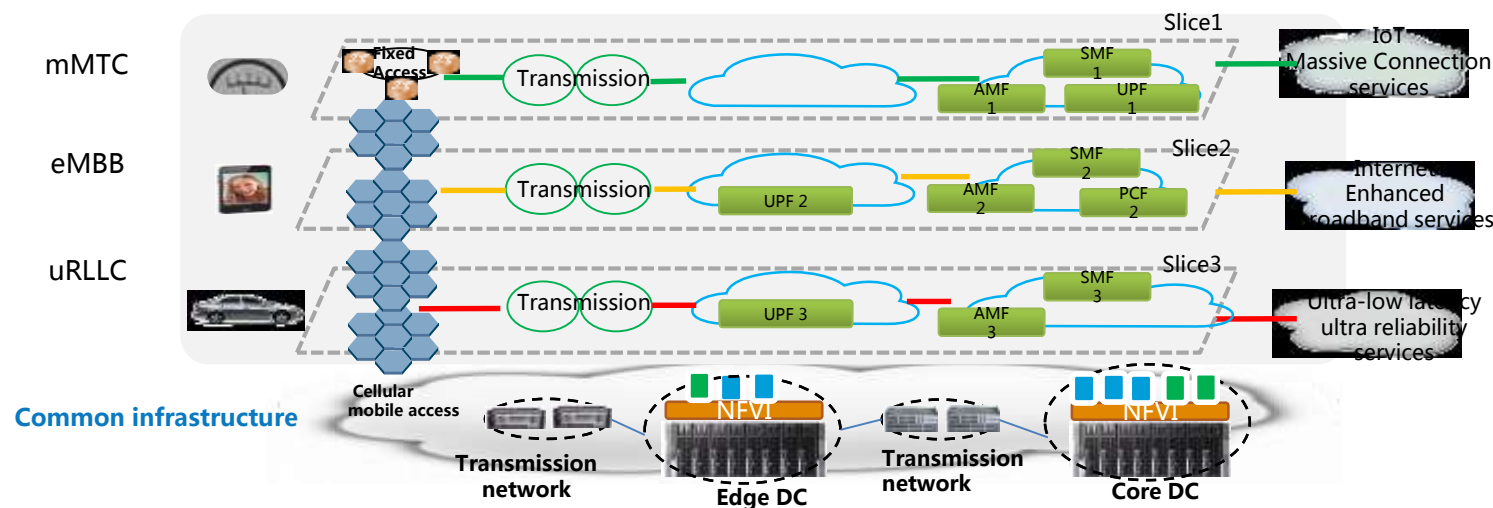 mMTC
Fixed
Access
Transmission
SMF
1
AMF
1
UPF
1
Slice1
IoT
Massive Connection
services
eMBB
Transmission
UPF 2
SMF
2
AMF
2
PCF
2
Slice2
Internet
Enhanced
broadband services
uRLLC
Transmission
UPF 3
SMF
3
AMF
3
Slice3
Ultra-low latency
ultra reliability
services
Common infrastructure
Cellular
mobile access
Transmission
network
NFVI
Edge DC
Transmission
network
NFVI
Core DC